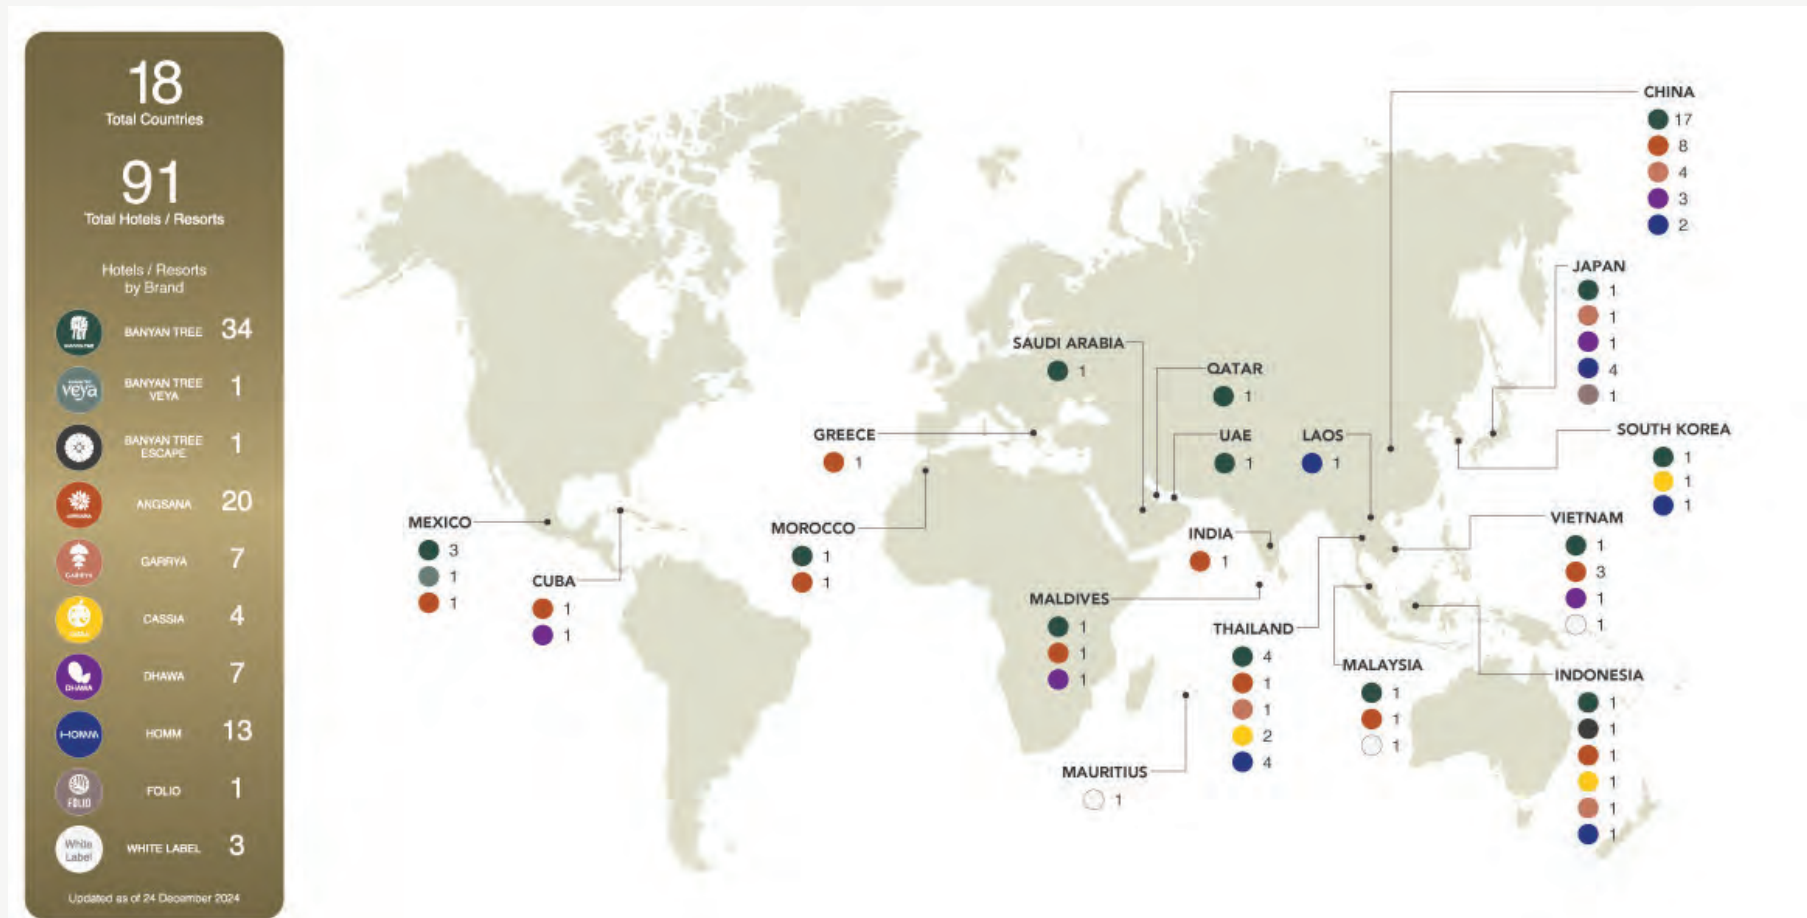 18
Total Countries
91
Total Hotels / Resorts
Hotels / Resorts
by Brand
BANYAN TREE 34
veya
BANYAN TREE
VEYA 1
BANYAN TREE
ESCAPE 1
ANGSANA 20
GARRYA 7
CASSIA 4
DHAWA
DHAWA 7
HOMM
HOMM 13
FOLIO
FOLIO 1
White
Label
WHITE LABEL 3
Updated as of 24 December 2024
CHINA
17
8
4
3
2
JAPAN
1
1
1
4
1
SAUDI ARABIA
1
QATAR
1
GREECE
1
UAE
1
LAOS
1
SOUTH KOREA
1
1
1
MEXICO
3
1
1
CUBA
1
1
MOROCCO
1
1
INDIA
1
VIETNAM
1
3
1
1
MALDIVES
1
1
1
THAILAND
4
1
1
2
4
MALAYSIA
1
1
1
INDONESIA
1
1
1
1
1
1
MAURITIUS
1